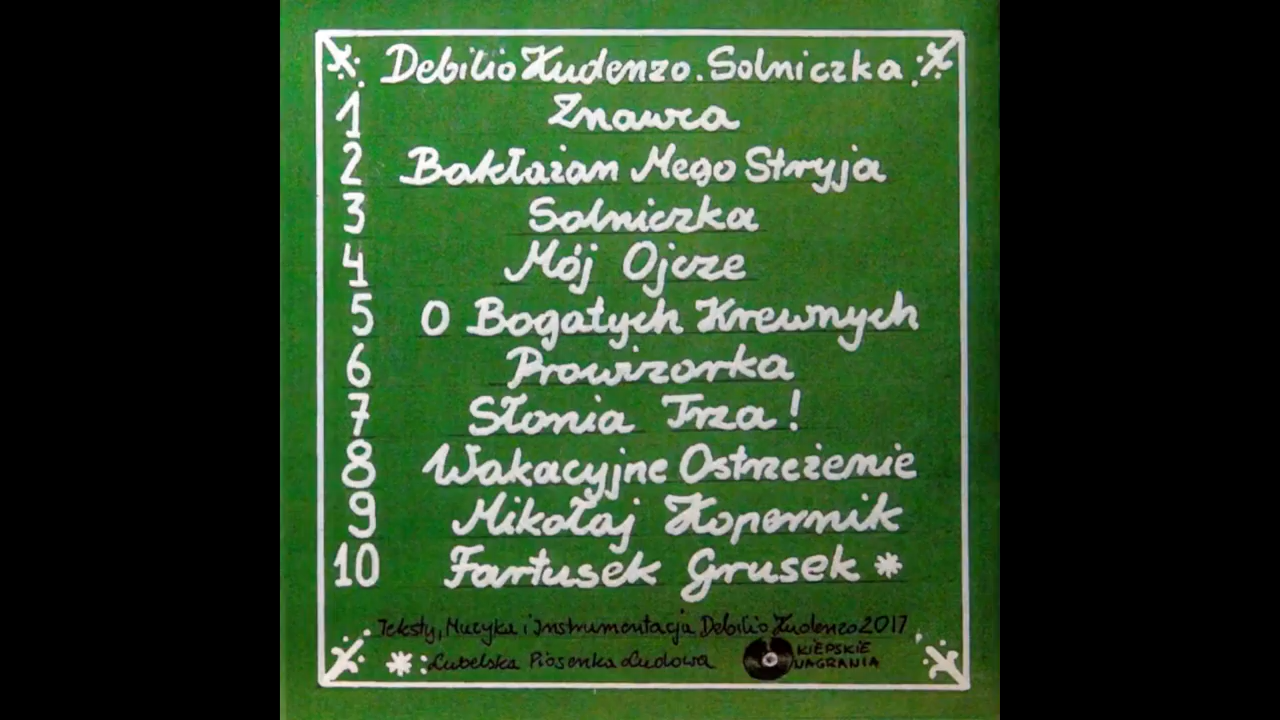 Debilio Kudenzo. Solniczka
1 Znawca
2 Bakłażan Mego Stryja
3 Solniczka
4 Mój Ojcze
5 O Bogatych Krewnych
6 Prowizorka
7 Słonia Trza!
8 Wakacyjne Ostrzeżenie
9 Mikołaj Kopernik
10 Fartusek Grusek *
Teksty, Muzyka i Instrumentacja Debilio Kudenzo 2017
* : Lubelska Piosenka Ludowa
KIEPSKIE
NAGRANIA